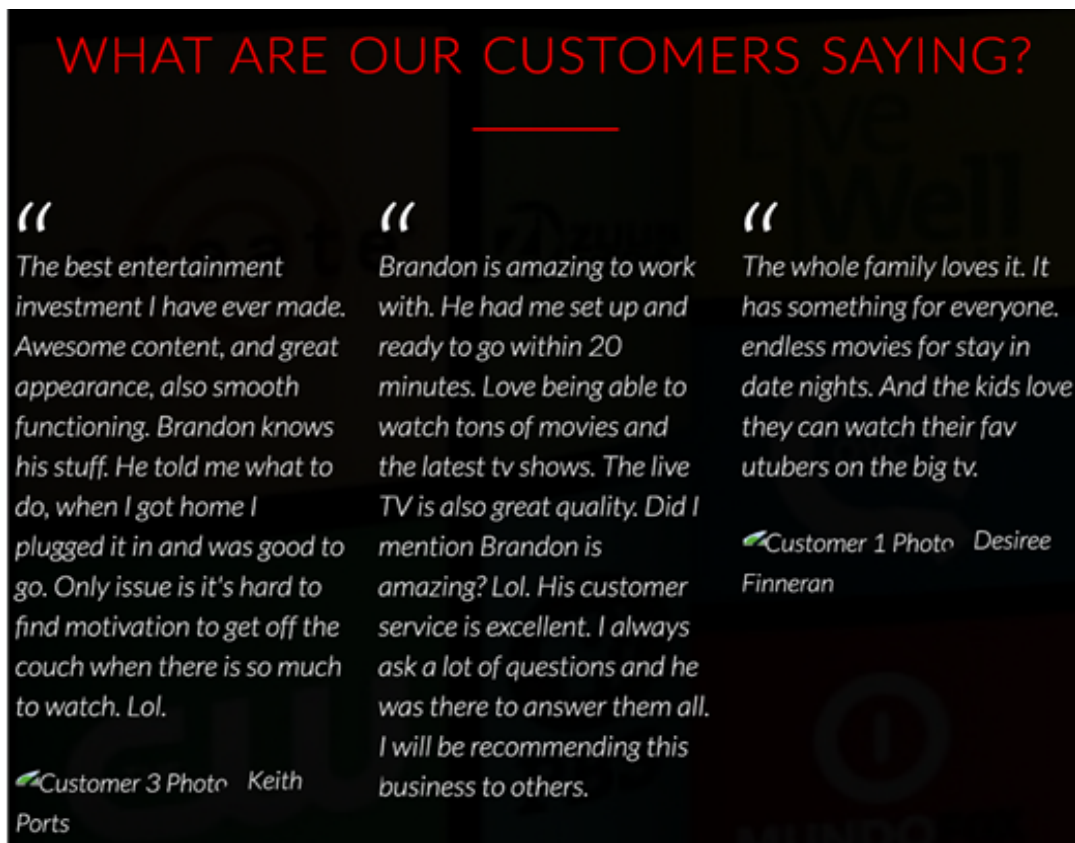 WHAT ARE OUR CUSTOMERS SAYING?
“
The best entertainment
investment I have ever made.
Awesome content, and great
appearance, also smooth
functioning. Brandon knows
his stuff. He told me what to
do, when I got home I
plugged it in and was good to
go. Only issue is it's hard to
find motivation to get off the
couch when there is so much
to watch. Lol.
Customer 3 Photo Keith
Ports
“
Brandon is amazing to work
with. He had me set up and
ready to go within 20
minutes. Love being able to
watch tons of movies and
the latest tv shows. The live
TV is also great quality. Did I
mention Brandon is
amazing? Lol. His customer
service is excellent. I always
ask a lot of questions and he
was there to answer them all.
I will be recommending this
business to others.
“
The whole family loves it. It
has something for everyone.
endless movies for stay in
date nights. And the kids love
they can watch their fav
utubers on the big tv.
Customer 1 Photo Desiree
Finneran
create
ZUUS
Live
Well
MUNDO